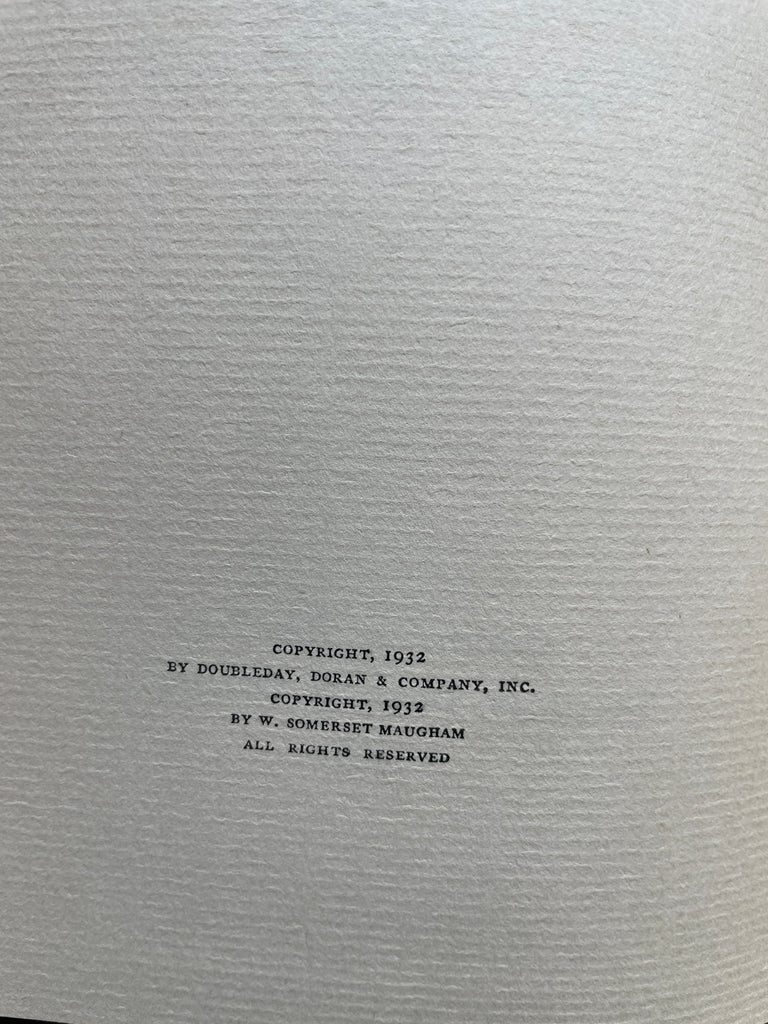 COPYRIGHT, 1932
BY DOUBLEDAY, DORAN & COMPANY, INC.
COPYRIGHT, 1932
BY W. SOMERSET MAUGHAM
ALL RIGHTS RESERVED